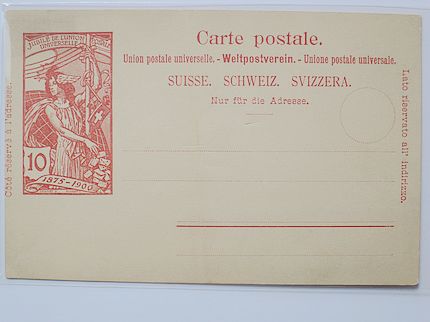 JUBILÉ DE L'UNION
UNIVERSELLE
POSTALE
10
1875-1900
Carte postale.
Union postale universelle. - Weltpostverein. - Unione postale universale.
SUISSE. SCHWEIZ. SVIZZERA.
Nur für die Adresse.
Côté réservé à l'adresse.
Lato riservato all' indirizzo.